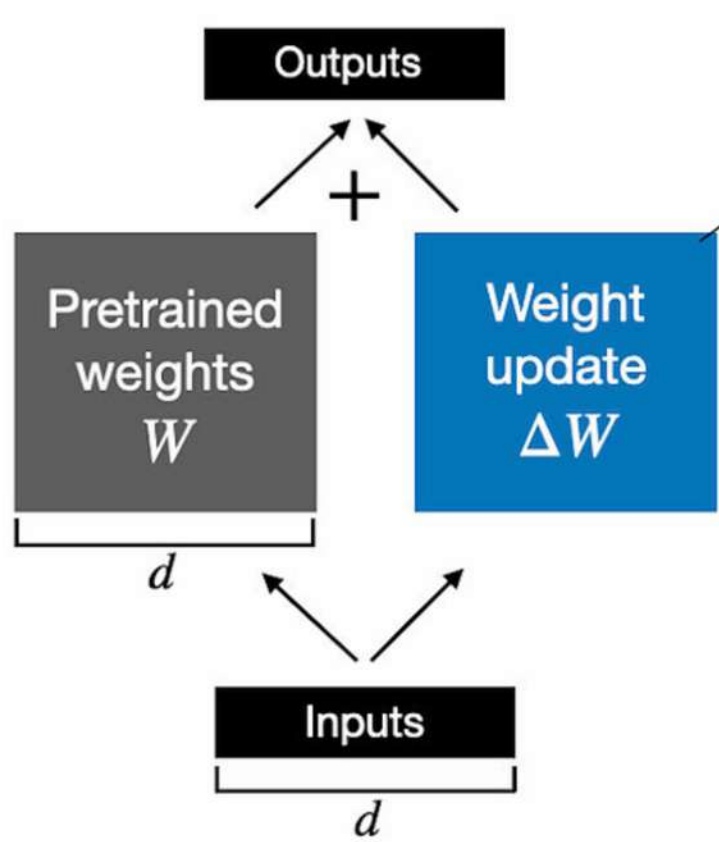 Outputs
+
Pretrained
weights
W
Weight
update
ΔW
d
Inputs
d